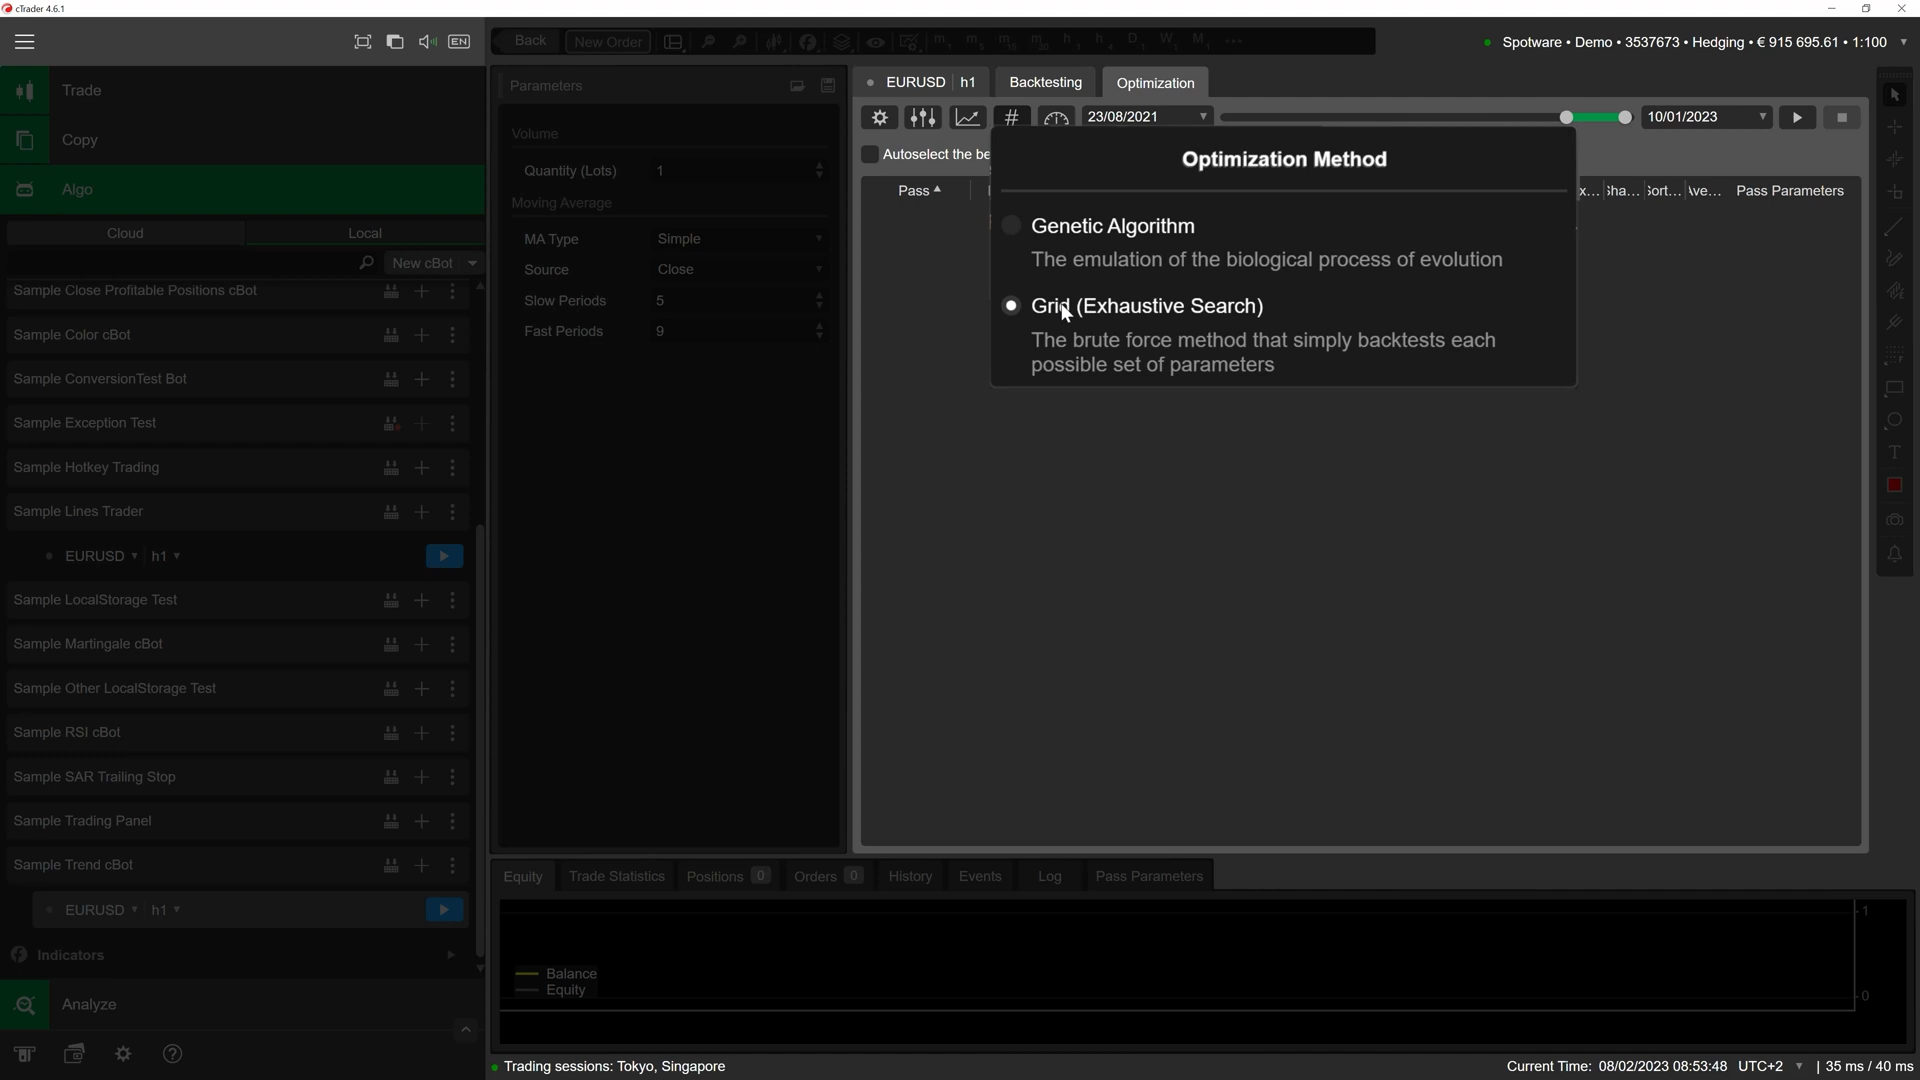 cTrader 4.6.1
EN
Back
New Order
Spotware • Demo • 3537673 • Hedging • € 915 695.61 • 1:100
Trade
Copy
Algo
Cloud
Local
New cBot
Sample Close Profitable Positions cBot
Sample Color cBot
Sample ConversionTest Bot
Sample Exception Test
Sample Hotkey Trading
Sample Lines Trader
EURUSD h1
Sample LocalStorage Test
Sample Martingale cBot
Sample Other LocalStorage Test
Sample RSI cBot
Sample SAR Trailing Stop
Sample Trading Panel
Sample Trend cBot
EURUSD h1
Indicators
Analyze
Parameters
Volume
Quantity (Lots) 1
Moving Average
MA Type Simple
Source Close
Slow Periods 5
Fast Periods 9
EURUSD h1
Backtesting
Optimization
23/08/2021
10/01/2023
Autoselect the be
Pass
Sort...
Ave...
Pass Parameters
Optimization Method
Genetic Algorithm
The emulation of the biological process of evolution
Grid (Exhaustive Search)
The brute force method that simply backtests each
possible set of parameters
Equity
Trade Statistics
Positions 0
Orders 0
History
Events
Log
Pass Parameters
1
Balance
Equity
0
Trading sessions: Tokyo, Singapore
Current Time: 08/02/2023 08:53:48 UTC+2 | 35 ms / 40 ms